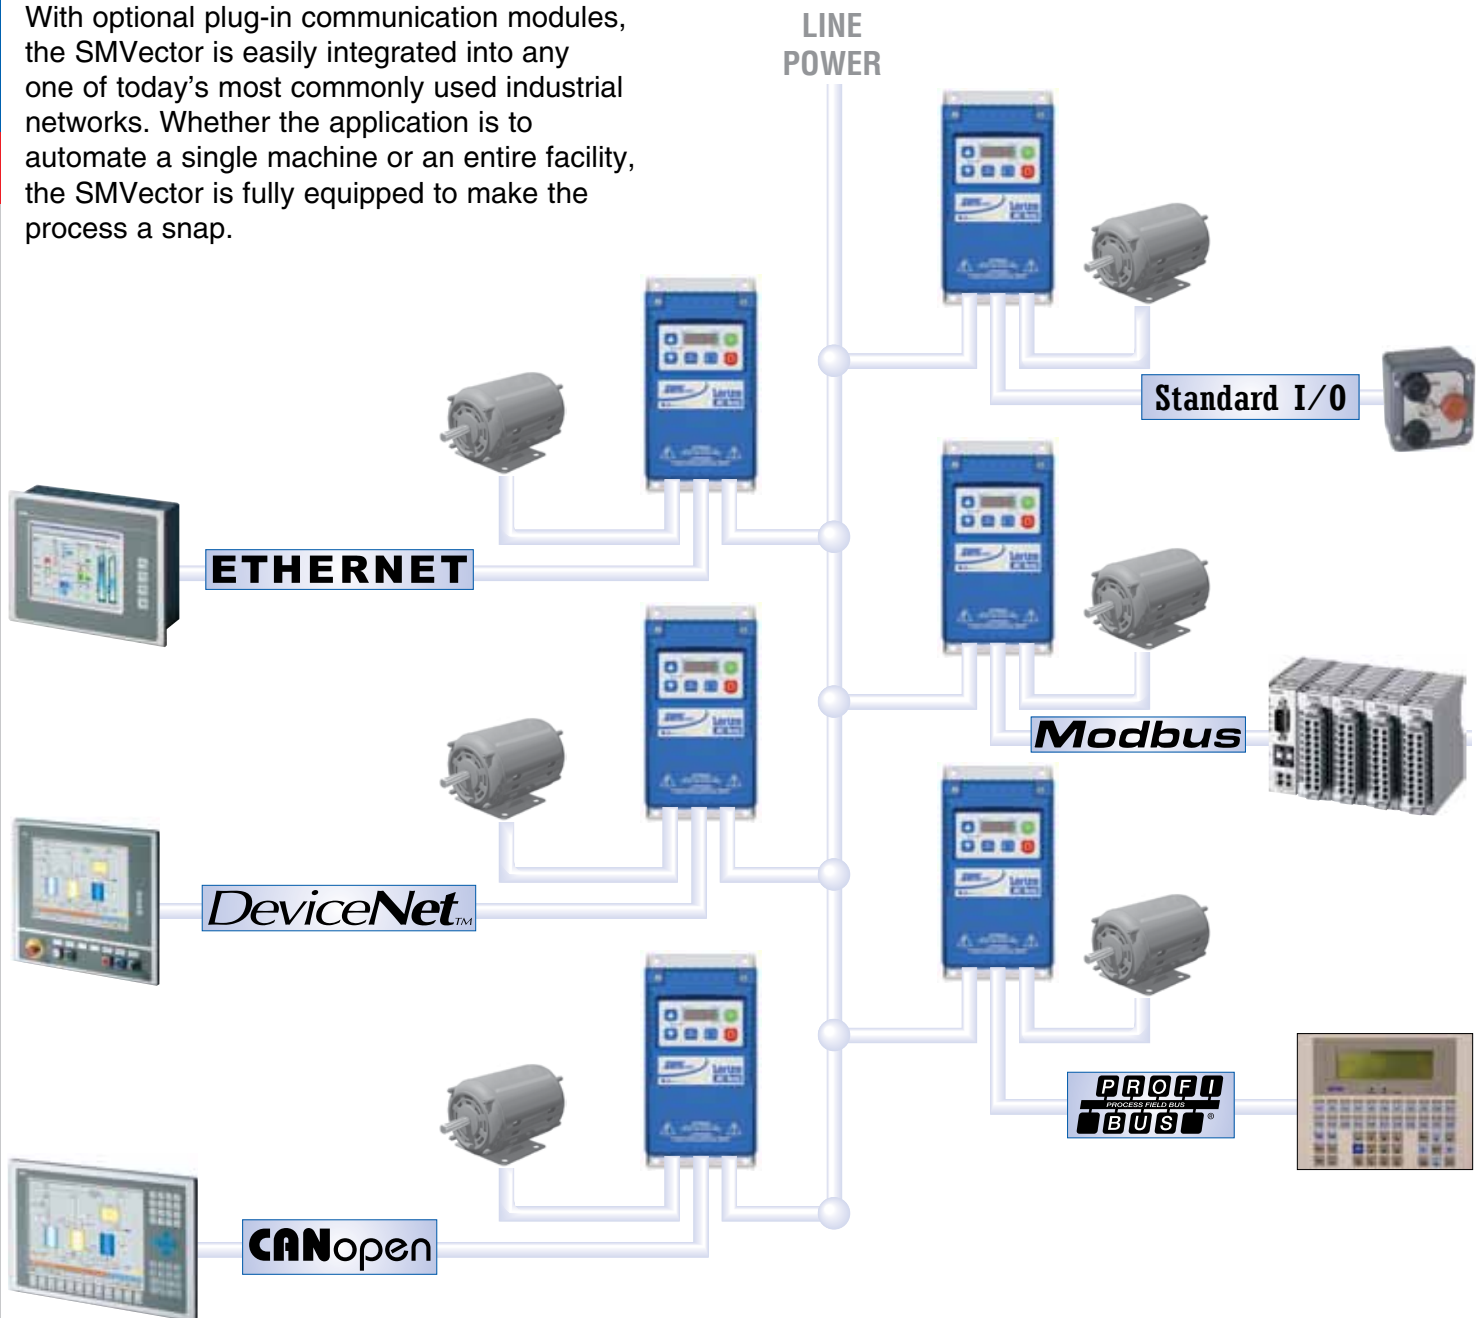 With optional plug-in communication modules,
the SMVector is easily integrated into any
one of today's most commonly used industrial
networks. Whether the application is to
automate a single machine or an entire facility,
the SMVector is fully equipped to make the
process a snap.
LINE
POWER
Standard I/O
ETHERNET
Modbus
DeviceNet™
PROFI
PROCESS FIELD BUS
BUS®
CANopen